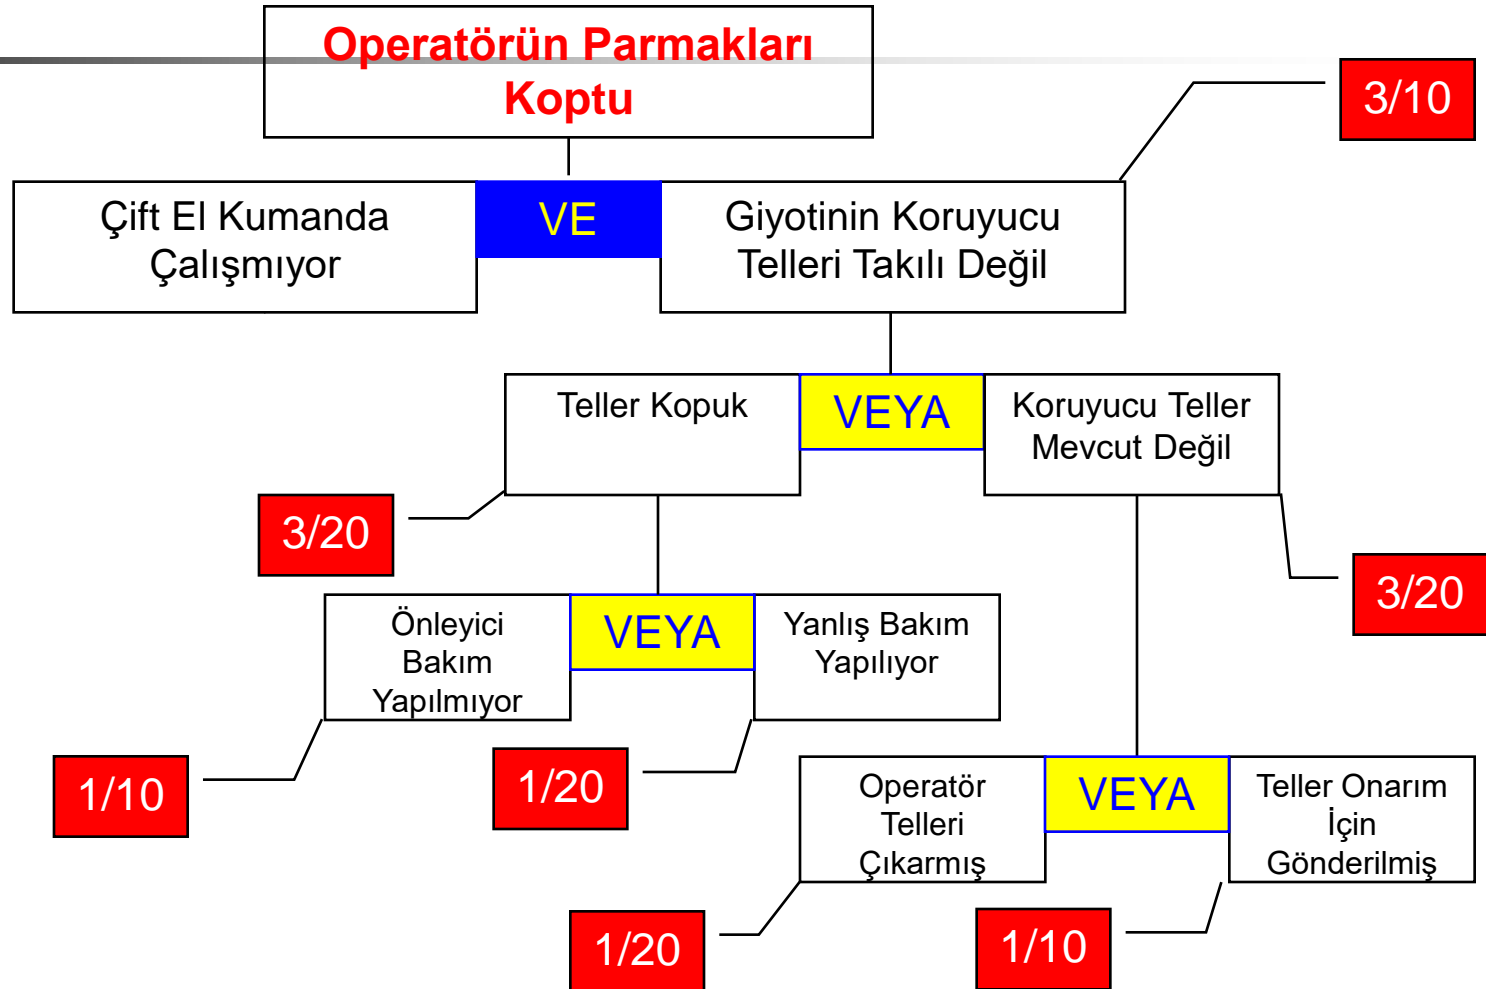 Operatörün Parmakları
Koptu
3/10
Çift El Kumanda
Çalışmıyor
VE
Giyotinin Koruyucu
Telleri Takılı Değil
Teller Kopuk
VEYA
Koruyucu Teller
Mevcut Değil
3/20
3/20
Önleyici
Bakım
Yapılmıyor
VEYA
Yanlış Bakım
Yapılıyor
1/10
1/20
Operatör
Telleri
Çıkarmış
VEYA
Teller Onarım
İçin
Gönderilmiş
1/20
1/10